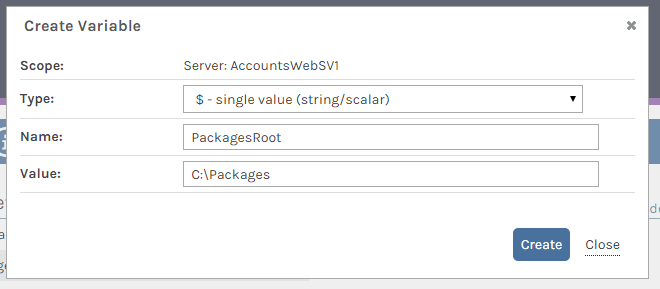 Create Variable ×
Scope: Server: AccountsWebSV1
Type: $ - single value (string/scalar)
Name: PackagesRoot
Value: C:\Packages
Create Close